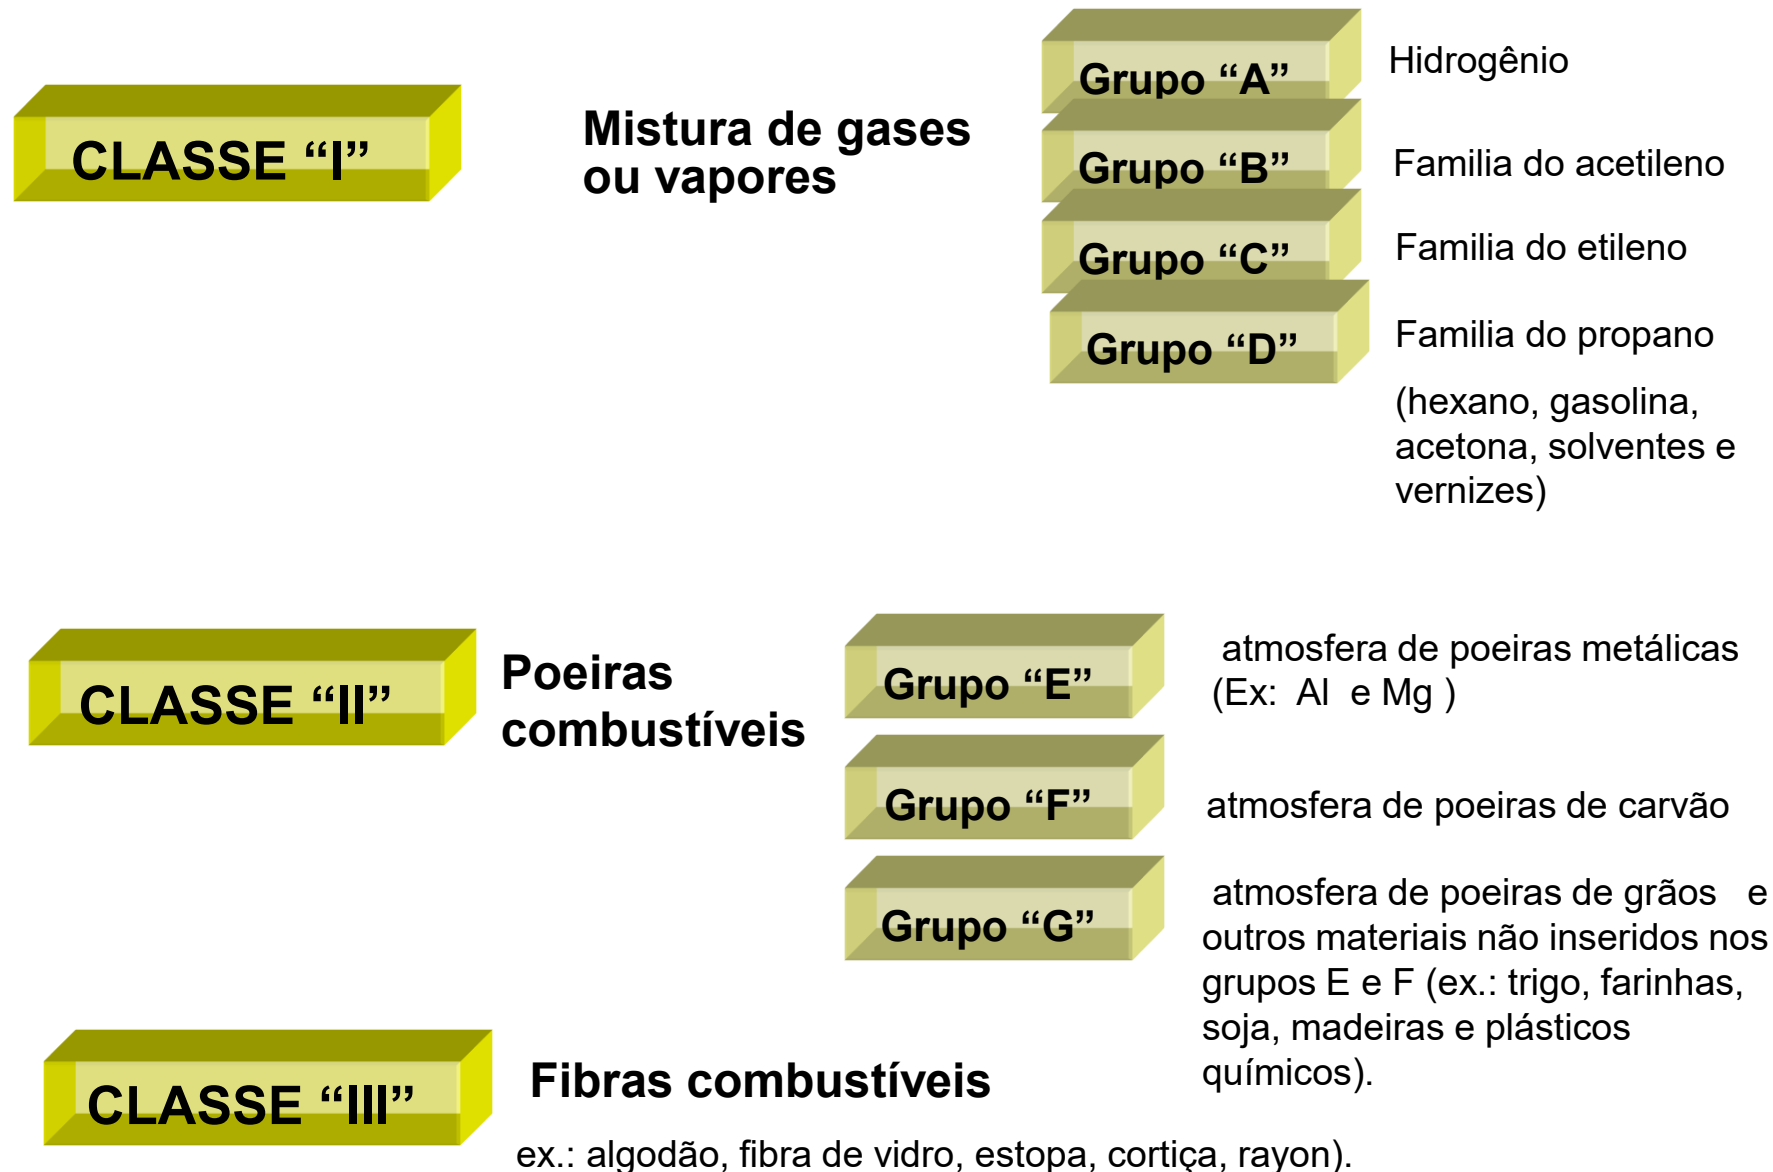 CLASSE “I”
Mistura de gases
ou vapores
Grupo “A”
Hidrogênio
Grupo “B”
Familia do acetileno
Grupo “C”
Familia do etileno
Grupo “D”
Familia do propano
(hexano, gasolina,
acetona, solventes e
vernizes)
CLASSE “II”
Poeiras
combustíveis
Grupo “E”
atmosfera de poeiras metálicas
(Ex: Al e Mg )
Grupo “F”
atmosfera de poeiras de carvão
Grupo “G”
atmosfera de poeiras de grãos e
outros materiais não inseridos nos
grupos E e F (ex.: trigo, farinhas,
soja, madeiras e plásticos
químicos).
CLASSE “III”
Fibras combustíveis
ex.: algodão, fibra de vidro, estopa, cortiça, rayon).